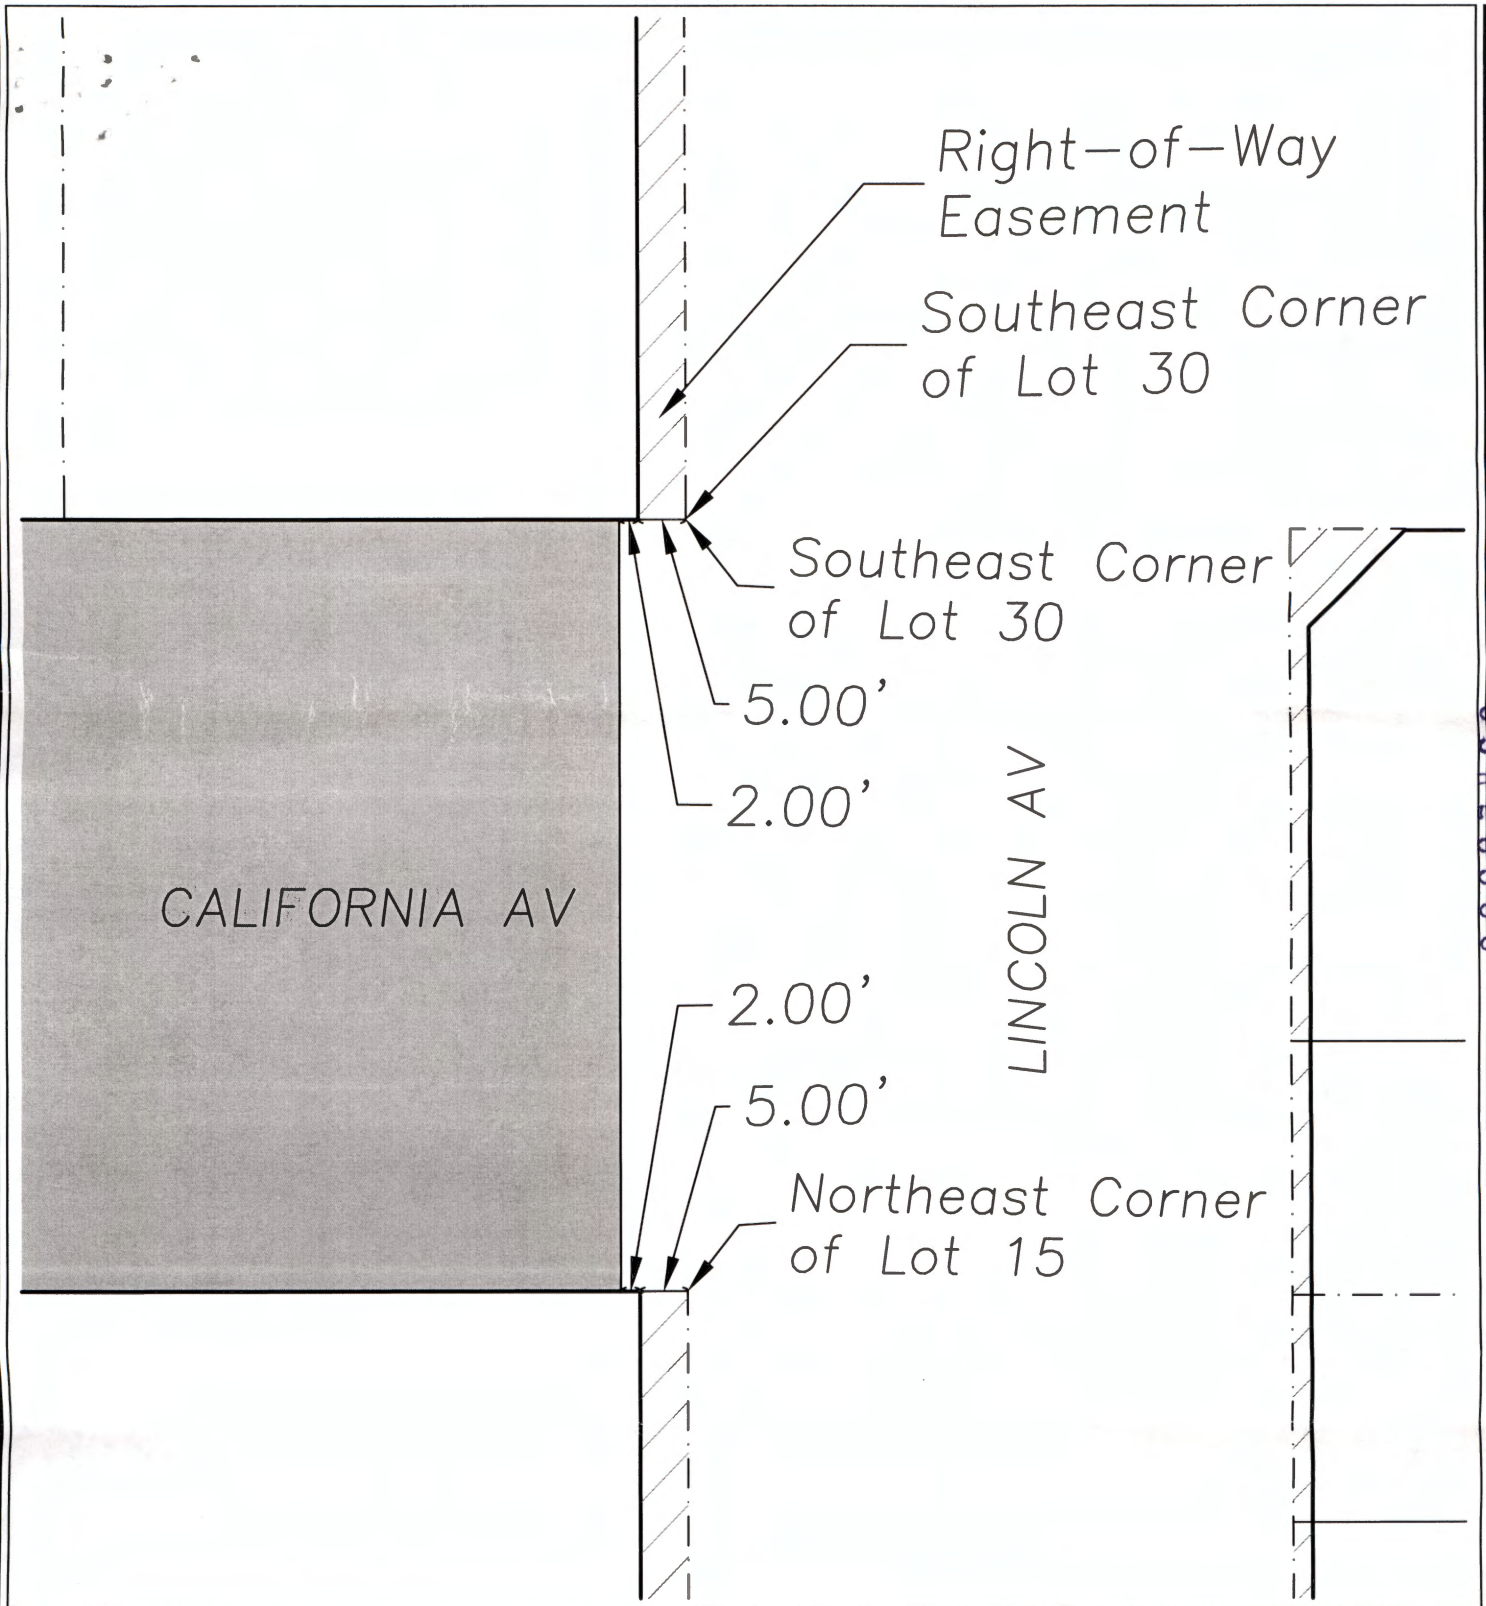 Right-of-Way
Easement
Southeast Corner
of Lot 30
Southeast Corner
of Lot 30
5.00'
2.00'
CALIFORNIA AV
LINCOLN AV
2.00'
5.00'
Northeast Corner
of Lot 15